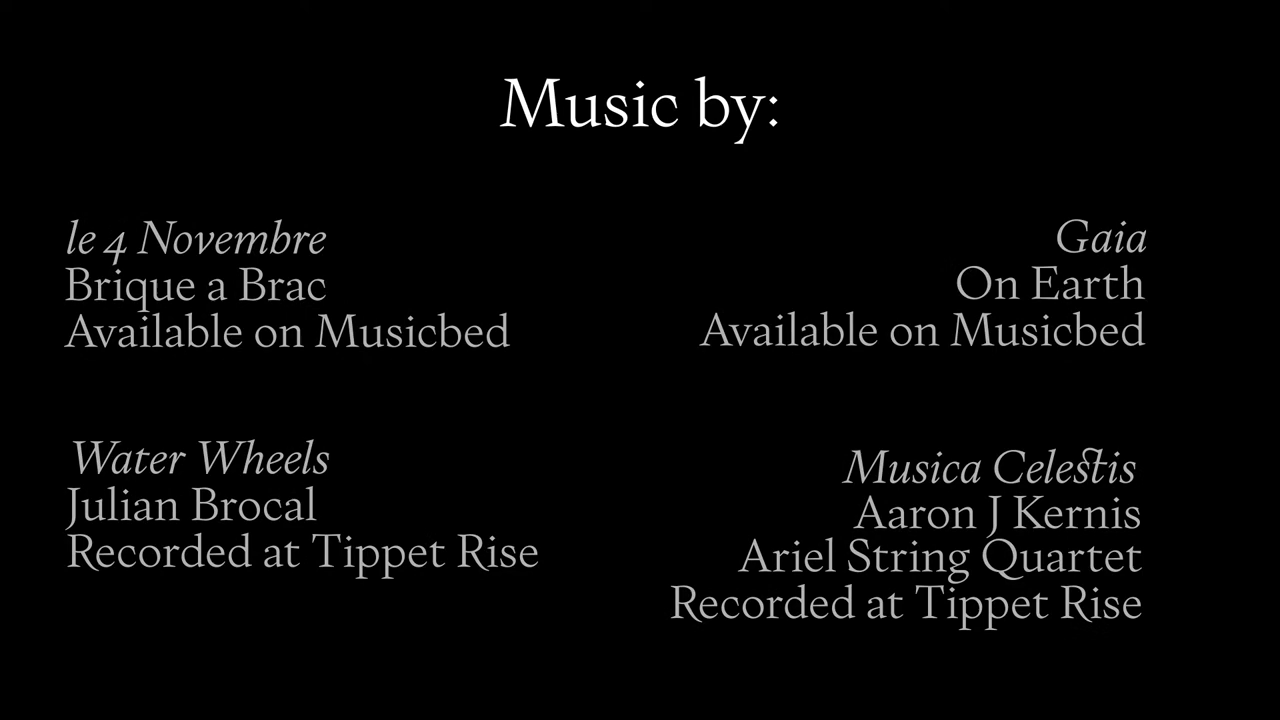 Music by:
le 4 Novembre
Brique a Brac
Available on Musicbed
Gaia
On Earth
Available on Musicbed
Water Wheels
Julian Brocal
Recorded at Tippet Rise
Musica Celestis
Aaron J Kernis
Ariel String Quartet
Recorded at Tippet Rise